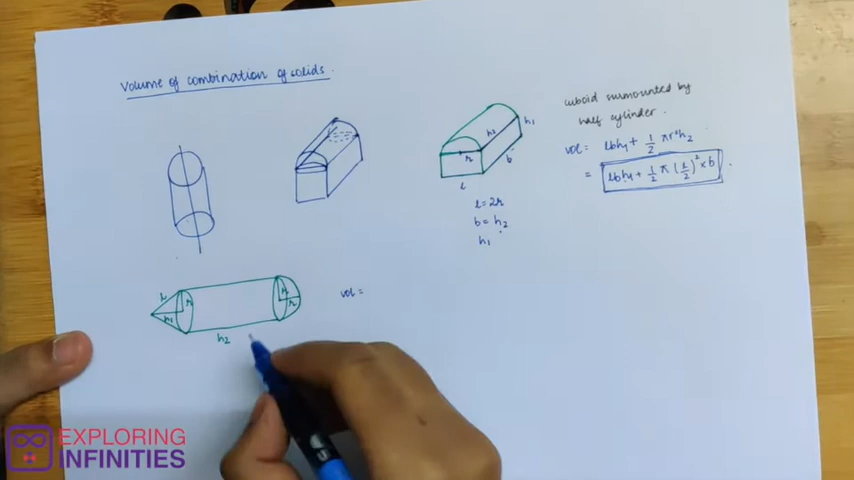 Volume of combination of solids.
cuboid surmounted by
half cylinder.
vol = lbh1 + 1/2 πr²h2
= lbh1 + 1/2 π (l/2)² × b
h1
h2
r
b
l
l = 2r
b = h2
h1
r
h1
r
r
h2
vol =
EXPLORING
INFINITIES